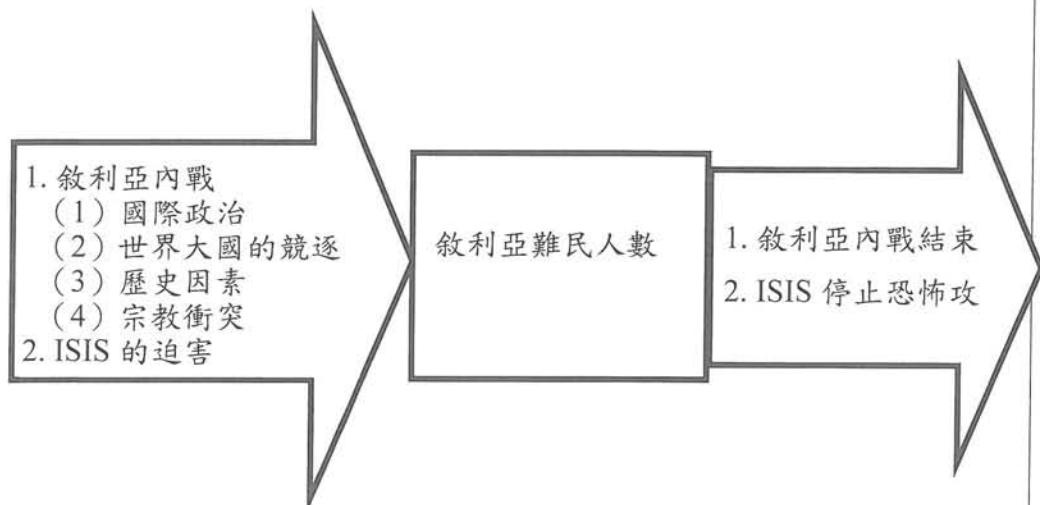 1. 敘利亞內戰
（1）國際政治
（2）世界大國的競逐
（3）歷史因素
（4）宗教衝突
2. ISIS 的迫害
敘利亞難民人數
1. 敘利亞內戰結束
2. ISIS 停止恐怖攻